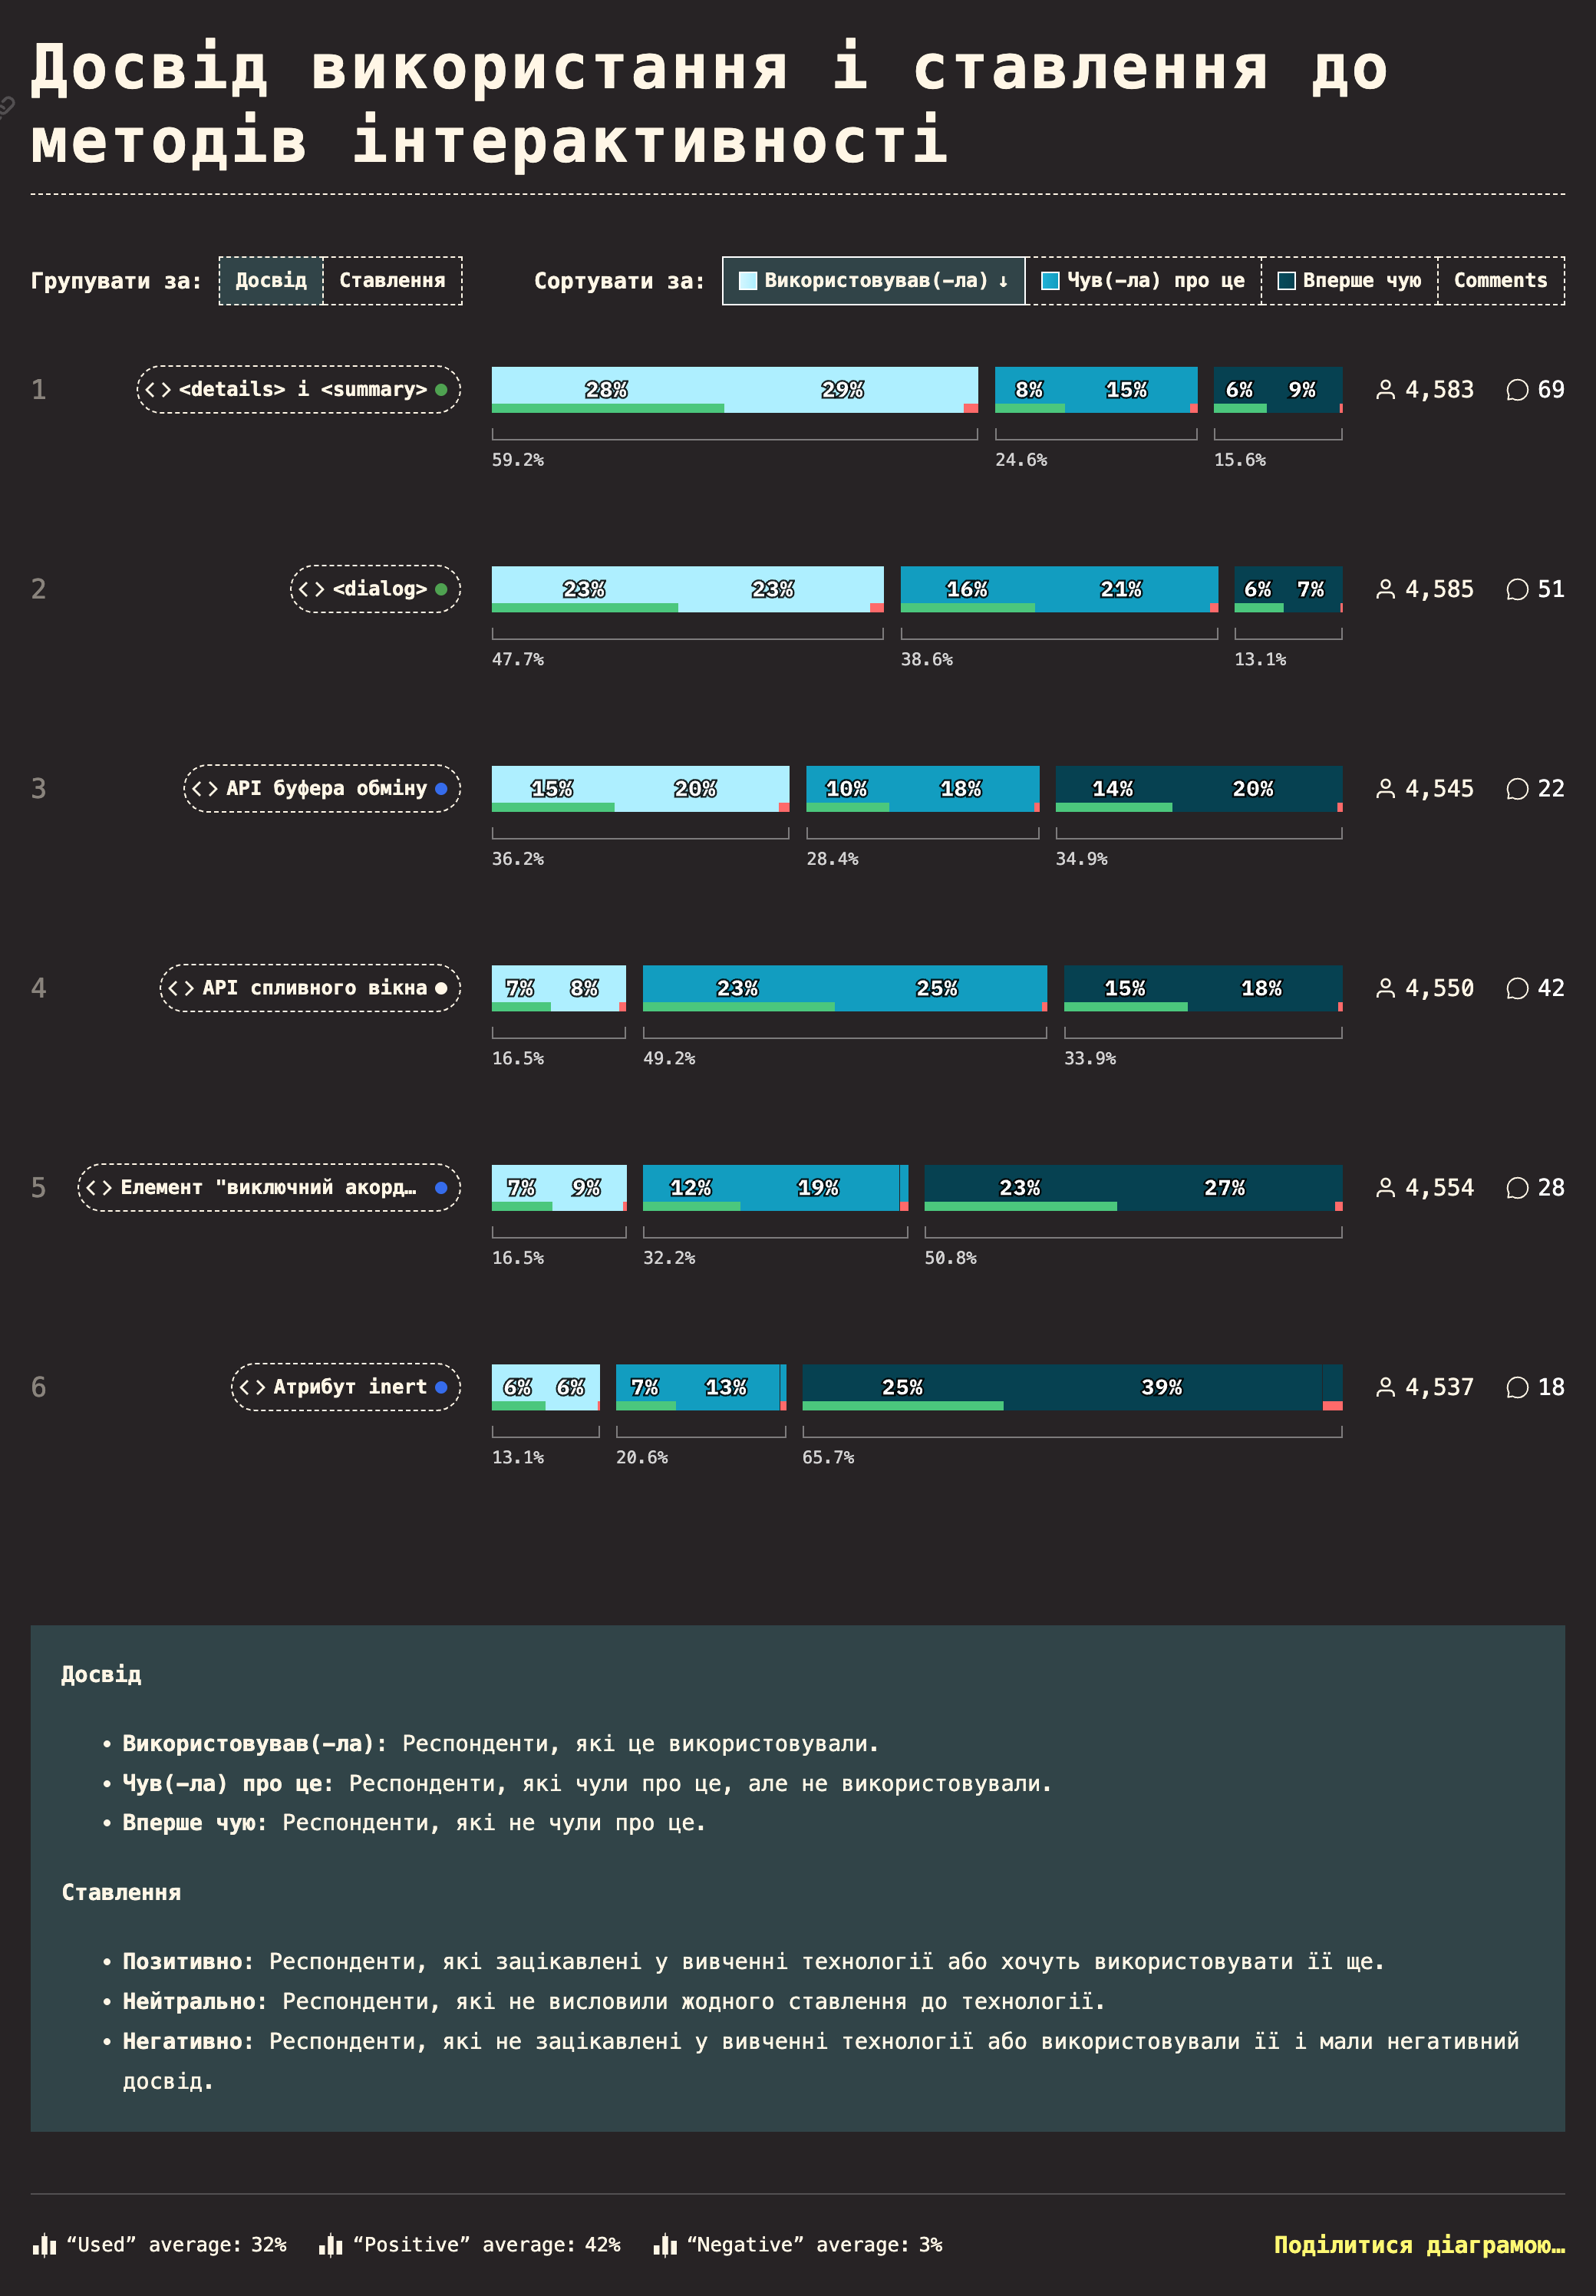 Досвід використання і ставлення до
методів інтерактивності
Групувати за: Досвід Ставлення Сортувати за: Використовував(-ла) ↓ Чув(-ла) про це Вперше чую Comments
1 <> <details> і <summary> 28% 29% 8% 15% 6% 9% 4,583 69
59.2% 24.6% 15.6%
2 <> <dialog> 23% 23% 16% 21% 6% 7% 4,585 51
47.7% 38.6% 13.1%
3 <> API буфера обміну 15% 20% 10% 18% 14% 20% 4,545 22
36.2% 28.4% 34.9%
4 <> API спливного вікна 7% 8% 23% 25% 15% 18% 4,550 42
16.5% 49.2% 33.9%
5 <> Елемент "виключний акорд… 7% 9% 12% 19% 23% 27% 4,554 28
16.5% 32.2% 50.8%
6 <> Атрибут inert 6% 6% 7% 13% 25% 39% 4,537 18
13.1% 20.6% 65.7%
Досвід
• Використовував(-ла): Респонденти, які це використовували.
• Чув(-ла) про це: Респонденти, які чули про це, але не використовували.
• Вперше чую: Респонденти, які не чули про це.
Ставлення
• Позитивно: Респонденти, які зацікавлені у вивченні технології або хочуть використовувати її ще.
• Нейтрально: Респонденти, які не висловили жодного ставлення до технології.
• Негативно: Респонденти, які не зацікавлені у вивченні технології або використовували її і мали негативний
досвід.
“Used” average: 32% “Positive” average: 42% “Negative” average: 3% Поділитися діаграмою…